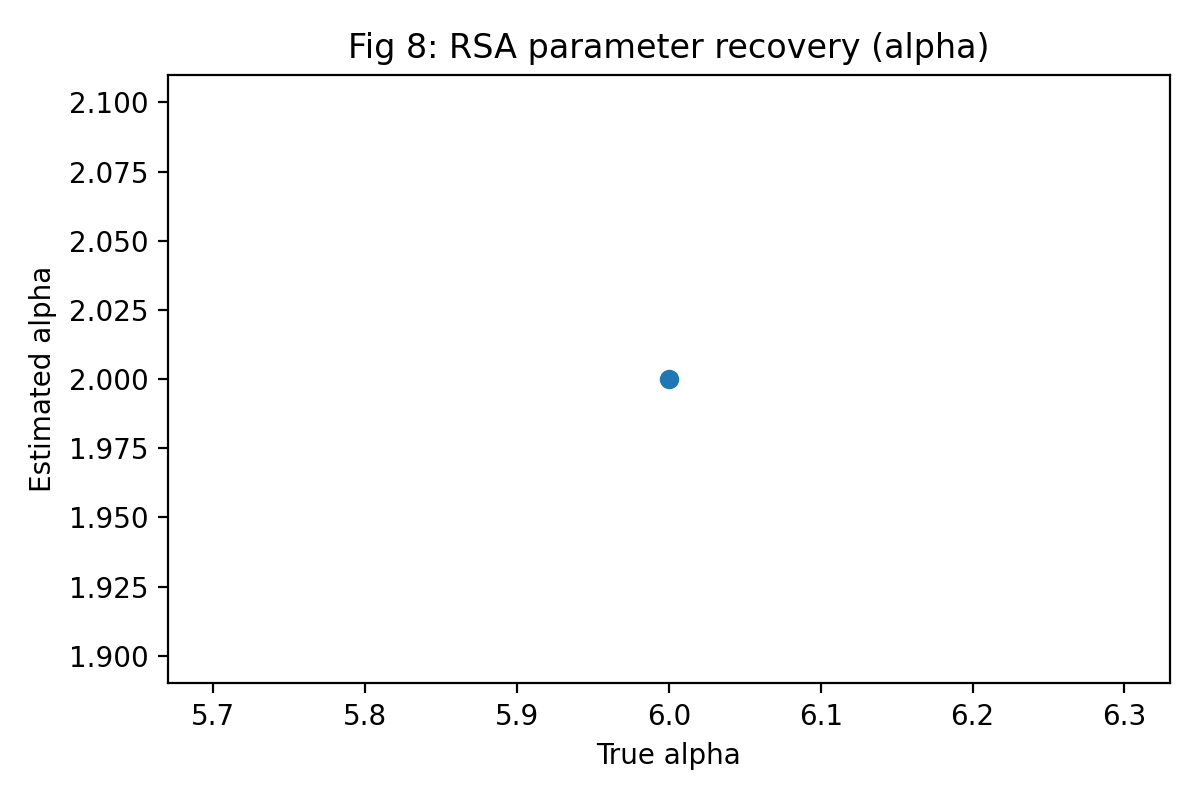 Fig 8: RSA parameter recovery (alpha)
2.100
2.075
2.050
2.025
2.000
1.975
1.950
1.925
1.900
Estimated alpha
5.7 5.8 5.9 6.0 6.1 6.2 6.3
True alpha